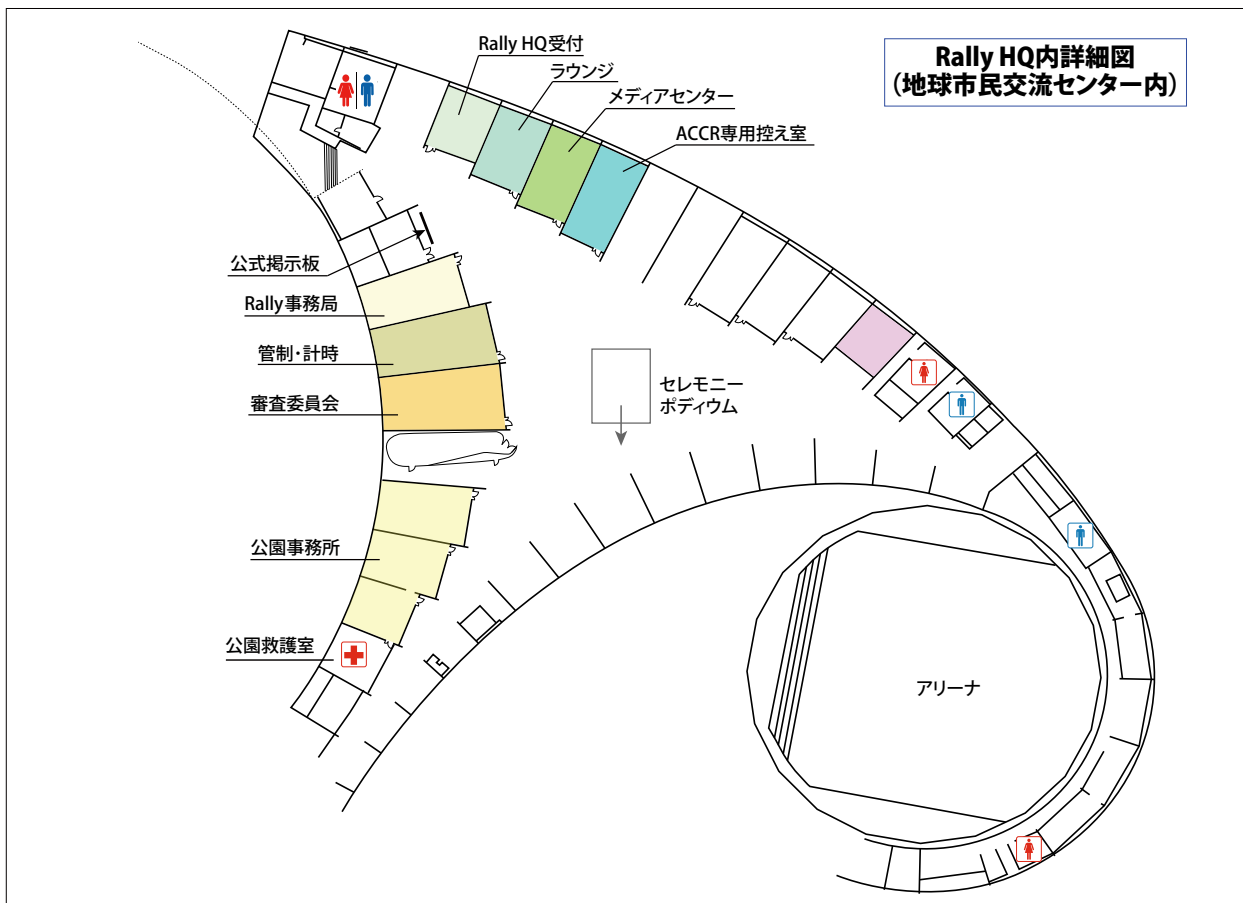 Rally HQ内詳細図
(地球市民交流センター内)
Rally HQ受付
ラウンジ
メディアセンター
ACCR専用控え室
公式掲示板
Rally事務局
管制・計時
審査委員会
セレモニー
ポディウム
公園事務所
公園救護室
アリーナ